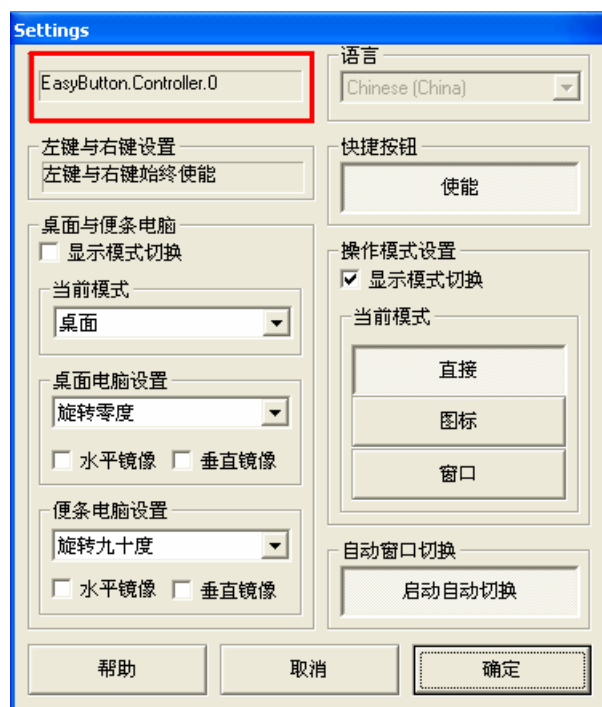 Settings
EasyButton.Controller.0
语言
Chinese (China)
左键与右键设置
左键与右键始终使能
快捷按钮
使能
桌面与便条电脑
显示模式切换
当前模式
桌面
桌面电脑设置
旋转零度
水平镜像 垂直镜像
便条电脑设置
旋转九十度
水平镜像 垂直镜像
操作模式设置
显示模式切换
当前模式
直接
图标
窗口
自动窗口切换
启动自动切换
帮助 取消 确定